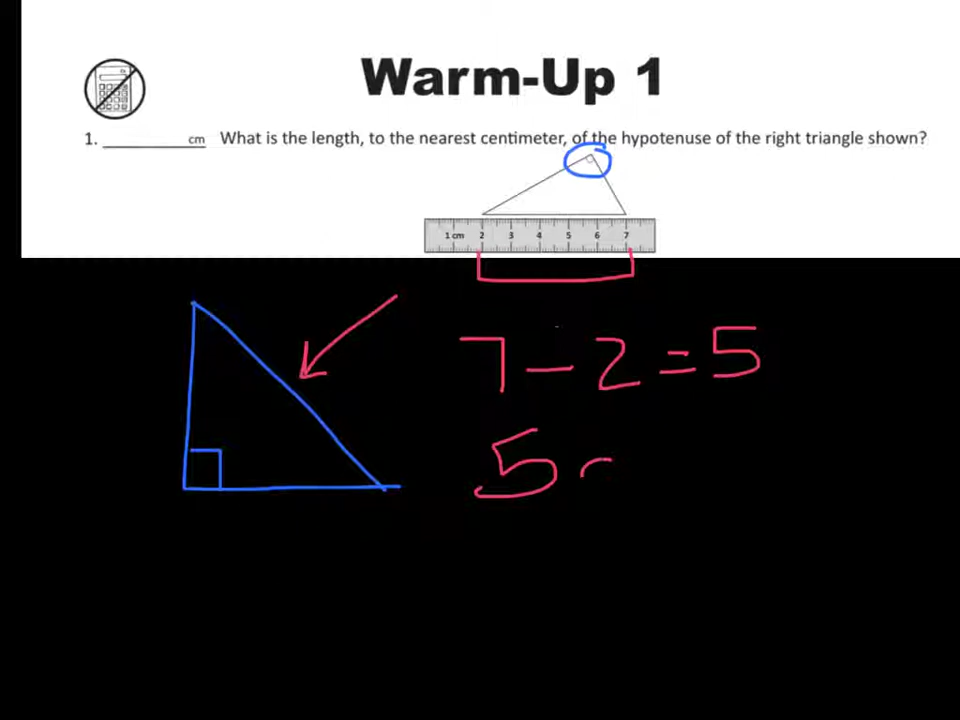 Warm-Up 1
1. __________ cm What is the length, to the nearest centimeter, of the hypotenuse of the right triangle shown?
1 cm 2 3 4 5 6 7
7 - 2 = 5
5 c